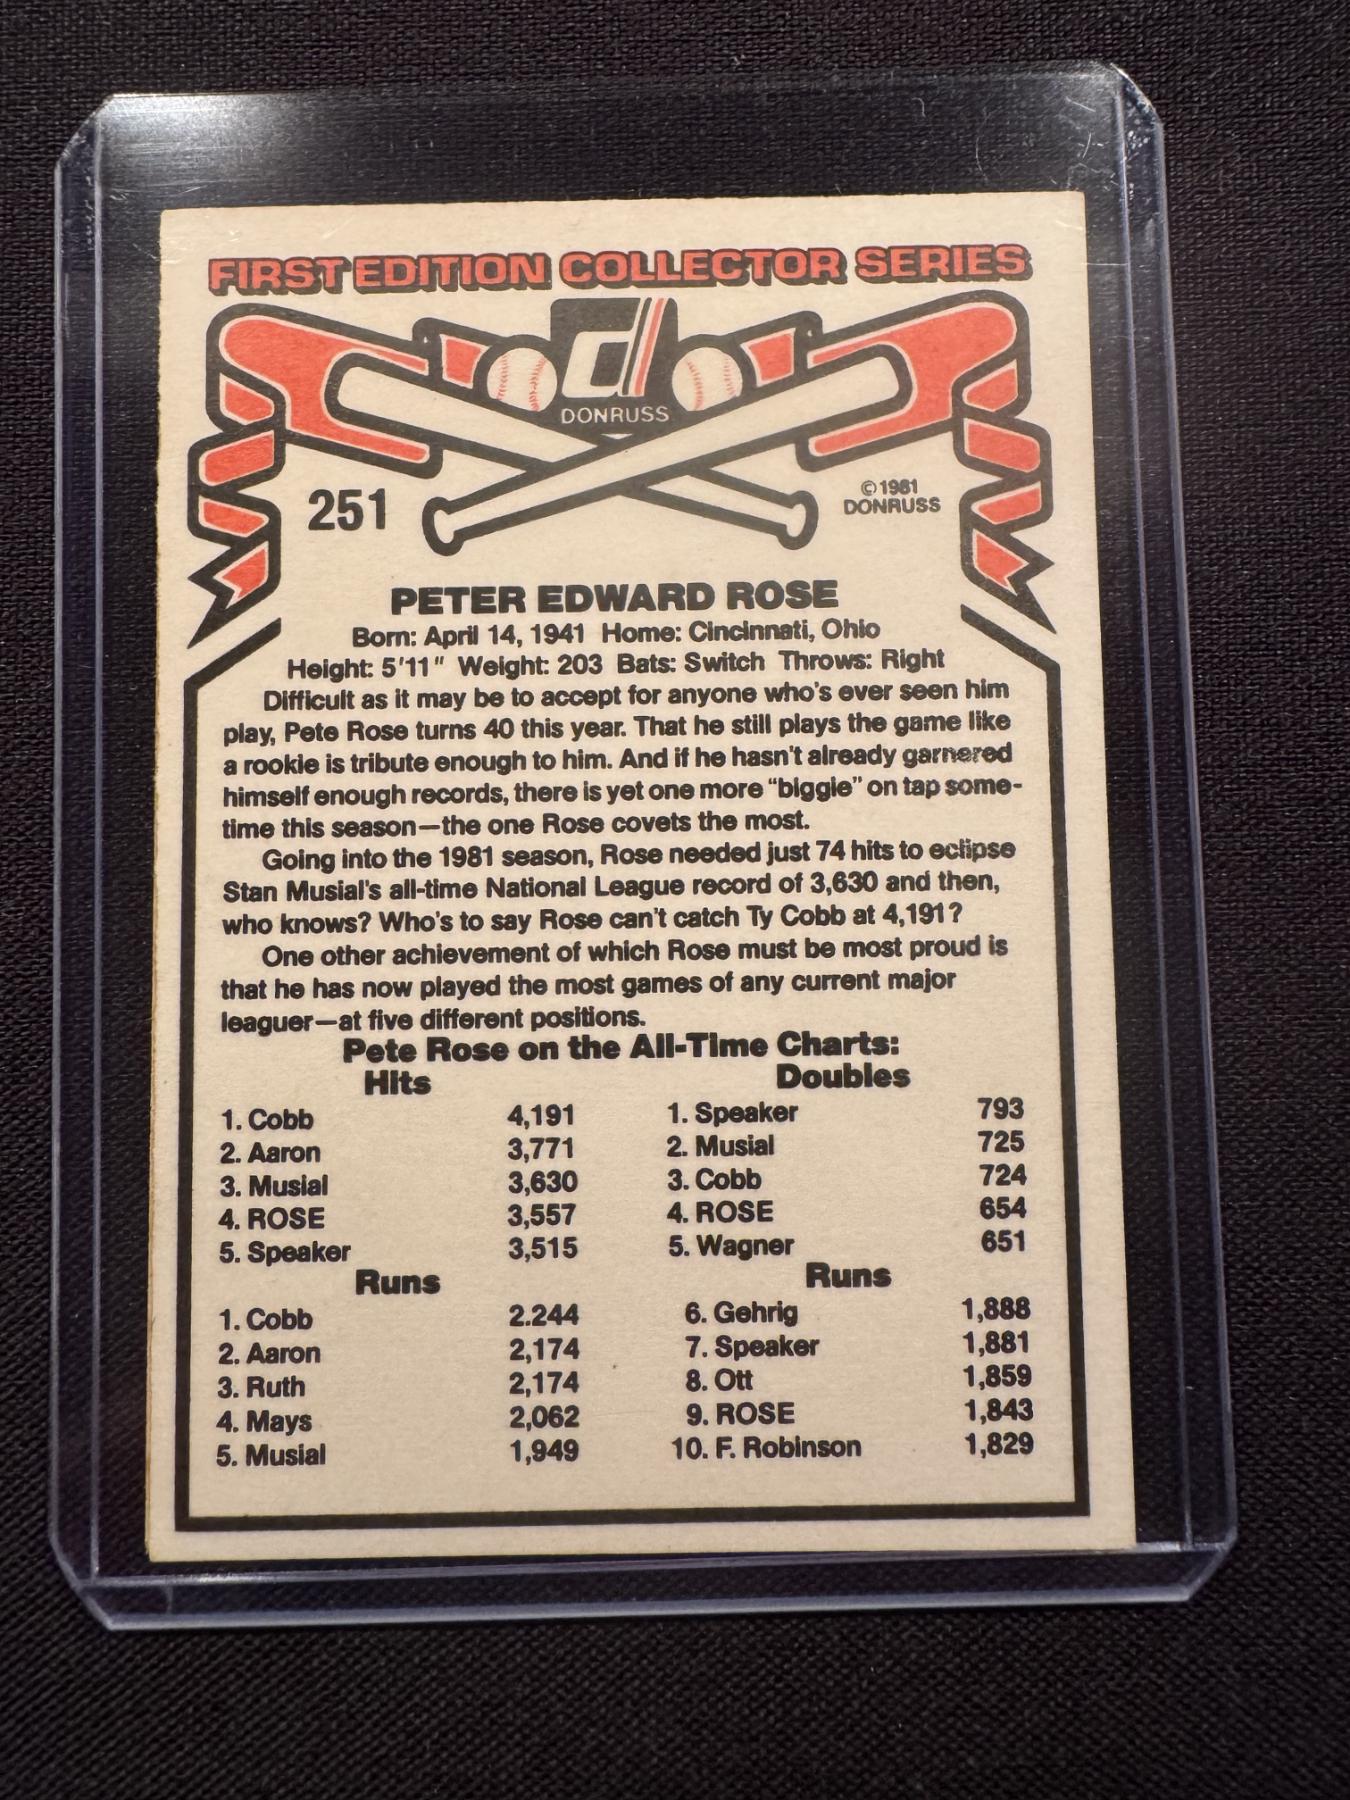 FIRST EDITION COLLECTOR SERIES
DONRUSS
251
©1981
DONRUSS
PETER EDWARD ROSE
Born: April 14, 1941 Home: Cincinnati, Ohio
Height: 5'11" Weight: 203 Bats: Switch Throws: Right
Difficult as it may be to accept for anyone who's ever seen him
play, Pete Rose turns 40 this year. That he still plays the game like
a rookie is tribute enough to him. And if he hasn't already garnered
himself enough records, there is yet one more "biggie" on tap some-
time this season—the one Rose covets the most.
Going into the 1981 season, Rose needed just 74 hits to eclipse
Stan Musial's all-time National League record of 3,630 and then,
who knows? Who's to say Rose can't catch Ty Cobb at 4,191?
One other achievement of which Rose must be most proud is
that he has now played the most games of any current major
leaguer—at five different positions.
Pete Rose on the All-Time Charts:
Hits
1. Cobb 4,191
2. Aaron 3,771
3. Musial 3,630
4. ROSE 3,557
5. Speaker 3,515
Doubles
1. Speaker 793
2. Musial 725
3. Cobb 724
4. ROSE 654
5. Wagner 651
Runs
1. Cobb 2.244
2. Aaron 2,174
3. Ruth 2,174
4. Mays 2,062
5. Musial 1,949
Runs
6. Gehrig 1,888
7. Speaker 1,881
8. Ott 1,859
9. ROSE 1,843
10. F. Robinson 1,829